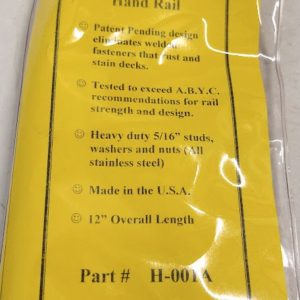 Hand Rail
☺ Patent Pending design
eliminates welded
fasteners that rust and
stain decks.
☺ Tested to exceed A.B.Y.C.
recommendations for rail
strength and design.
☺ Heavy duty 5/16" studs,
washers and nuts (All
stainless steel)
☺ Made in the U.S.A.
☺ 12" Overall Length
Part # H-001A